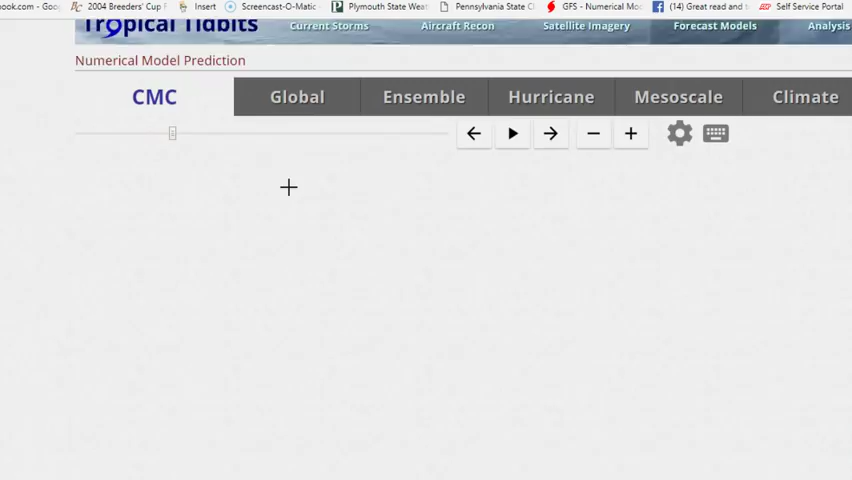 ook.com - Goo 2004 Breeders' Cup F Insert Screencast-O-Matic Plymouth State Weat Pennsylvania State C GFS - Numerical Mod (14) Great read and t Self Service Portal
Tropical Tidbits Current Storms Aircraft Recon Satellite Imagery Forecast Models Analysis
Numerical Model Prediction
CMC Global Ensemble Hurricane Mesoscale Climate